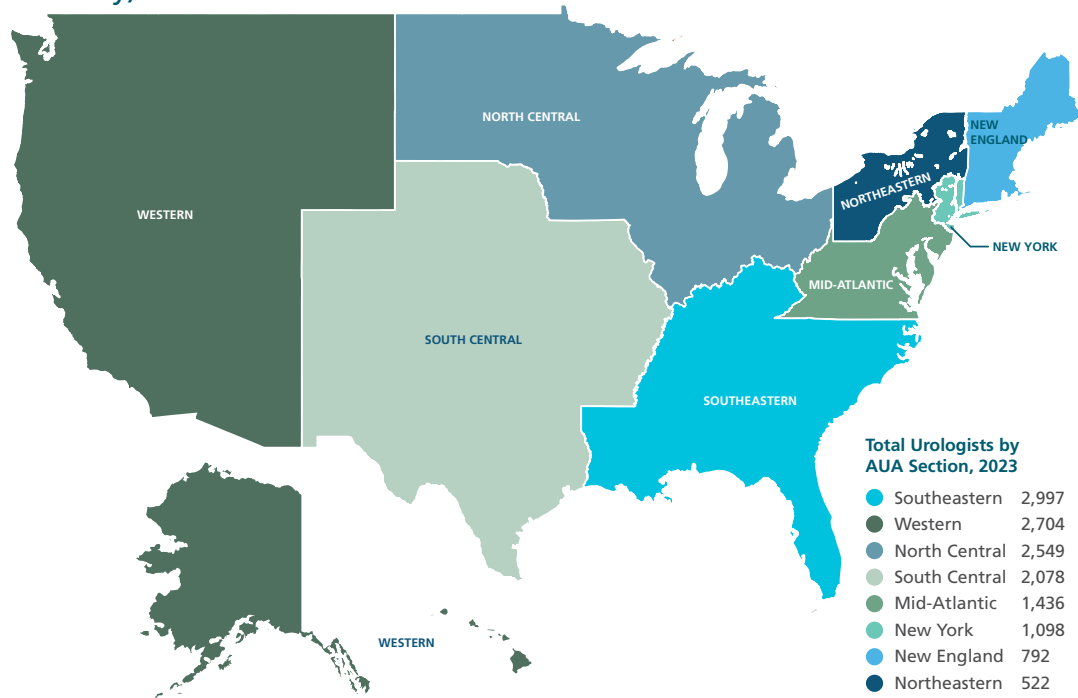 NORTH CENTRAL
NEW
ENGLAND
NORTHEASTERN
WESTERN
NEW YORK
MID-ATLANTIC
SOUTH CENTRAL
SOUTHEASTERN
Total Urologists by
AUA Section, 2023
Southeastern 2,997
Western 2,704
North Central 2,549
South Central 2,078
Mid-Atlantic 1,436
New York 1,098
New England 792
Northeastern 522
WESTERN